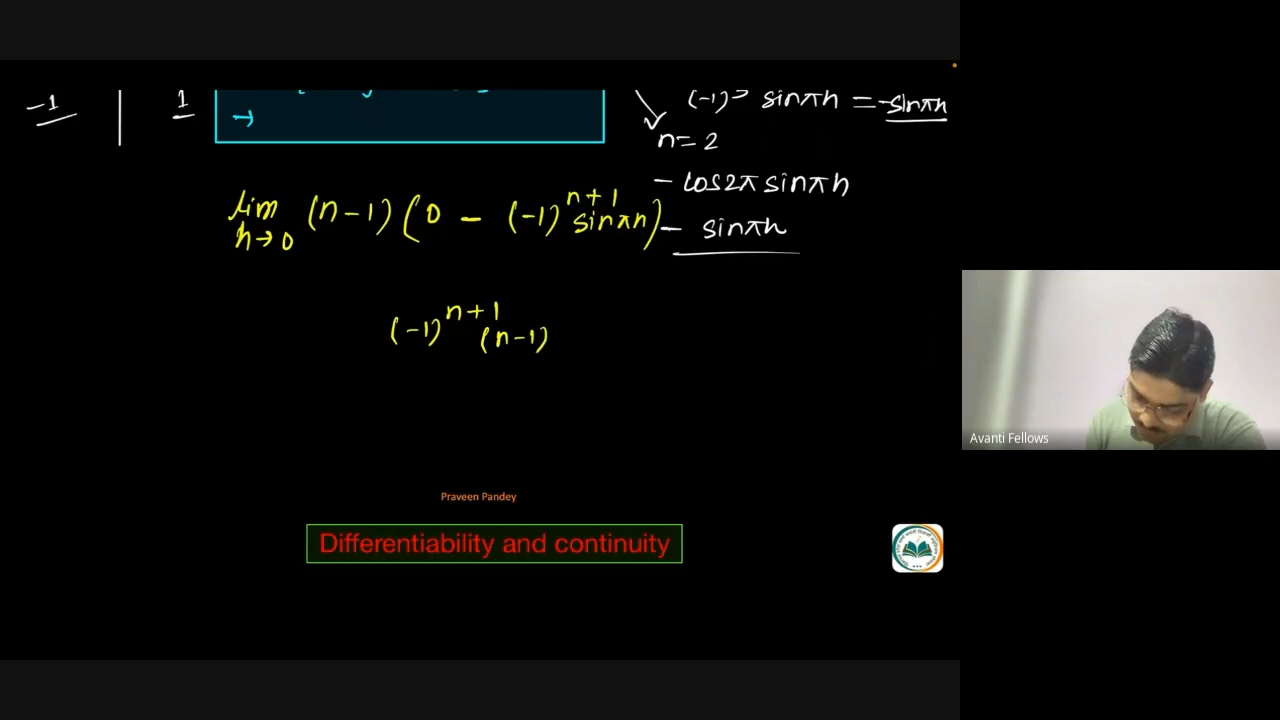 -1 | 1
→
(-1)³ sinπh = -sinπh
n = 2
- cos2π sinπh
- sinπh
lim h→0 (n-1) (0 - (-1)^{n+1} sinπh)
(-1)^{n+1} (n-1)
Avanti Fellows
Praveen Pandey
Differentiability and continuity